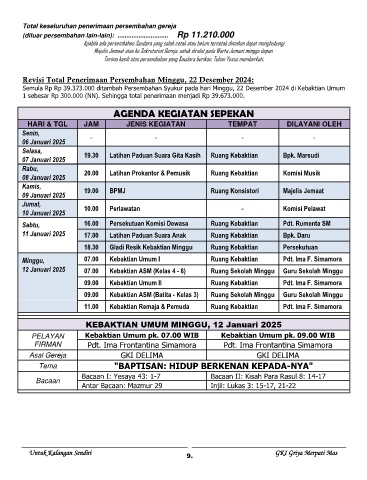 Total keseluruhan penerimaan persembahan gereja
(diluar persembahan lain-lain): ........................... Rp 11.210.000
Apabila ada persembahan Saudara yang salah catat atau belum tercatat dimohon dapat menghubungi
Majelis Jemaat atau ke Sekretariat Gereja untuk diralat pada Warta Jemaat minggu depan.
Terima kasih atas persembahan yang Saudara berikan. Tuhan Yesus memberkati.
Revisi Total Penerimaan Persembahan Minggu, 22 Desember 2024:
Semula Rp Rp 39.373.000 ditambah Persembahan Syukur pada hari Minggu, 22 Desember 2024 di Kebaktian Umum
1 sebesar Rp 300.000 (NN). Sehingga total penerimaan menjadi Rp 39.673.000.
AGENDA KEGIATAN SEPEKAN
HARI & TGL JAM JENIS KEGIATAN TEMPAT DILAYANI OLEH
Senin,
06 Januari 2025 - - - -
Selasa,
07 Januari 2025 19.30 Latihan Paduan Suara Gita Kasih Ruang Kebaktian Bpk. Marsudi
Rabu,
08 Januari 2025 20.00 Latihan Prokantor & Pemusik Ruang Kebaktian Komisi Musik
Kamis,
09 Januari 2025 19.00 BPMJ Ruang Konsistori Majelis Jemaat
Jumat,
10 Januari 2025 10.00 Perlawatan - Komisi Pelawat
Sabtu,
11 Januari 2025 16.00 Persekutuan Komisi Dewasa Ruang Kebaktian Pdt. Rumenta SM
17.00 Latihan Paduan Suara Anak Ruang Kebaktian Bpk. Daru
18.30 Gladi Resik Kebaktian Minggu Ruang Kebaktian Persekutuan
Minggu,
12 Januari 2025 07.00 Kebaktian Umum I Ruang Kebaktian Pdt. Ima F. Simamora
07.00 Kebaktian ASM (Kelas 4 - 8) Ruang Sekolah Minggu Guru Sekolah Minggu
09.00 Kebaktian Umum II Ruang Kebaktian Pdt. Ima F. Simamora
09.00 Kebaktian ASM (Batita - Kelas 3) Ruang Sekolah Minggu Guru Sekolah Minggu
11.00 Kebaktian Remaja & Pemuda Ruang Kebaktian Pdt. Ima F. Simamora
KEBAKTIAN UMUM MINGGU, 12 Januari 2025
PELAYAN
FIRMAN Kebaktian Umum pk. 07.00 WIB Kebaktian Umum pk. 09.00 WIB
Pdt. Ima Frontantina Simamora Pdt. Ima Frontantina Simamora
Asal Gereja GKI DELIMA GKI DELIMA
Tema "BAPTISAN: HIDUP BERKENAN KEPADA-NYA"
Bacaan Bacaan I: Yesaya 43: 1-7 Bacaan II: Kisah Para Rasul 8: 14-17
Antar Bacaan: Mazmur 29 Injil: Lukas 3: 15-17, 21-22
Untuk Kalangan Sendiri 9. GKI Griya Merpati Mas